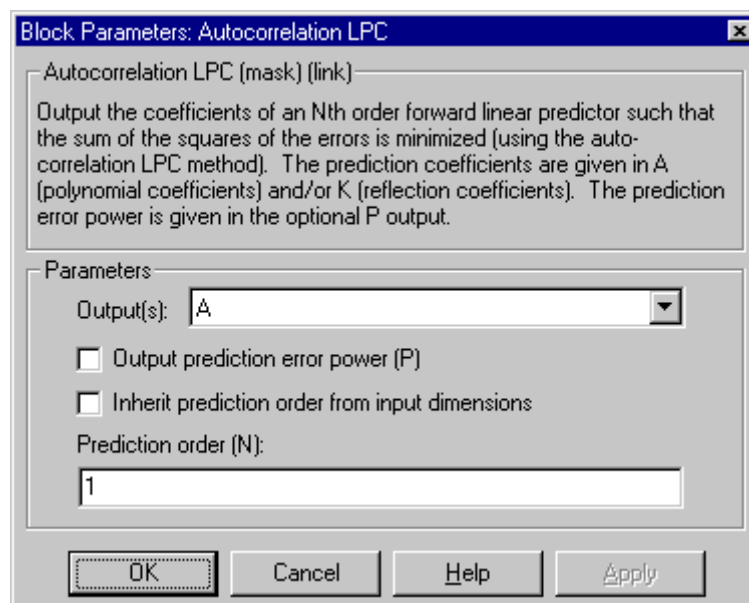 Block Parameters: Autocorrelation LPC
Autocorrelation LPC (mask) (link)
Output the coefficients of an Nth order forward linear predictor such that
the sum of the squares of the errors is minimized (using the auto-
correlation LPC method).  The prediction coefficients are given in A
(polynomial coefficients) and/or K (reflection coefficients).  The prediction
error power is given in the optional P output.
Parameters
Output(s): A
Output prediction error power (P)
Inherit prediction order from input dimensions
Prediction order (N):
1
OK Cancel Help Apply